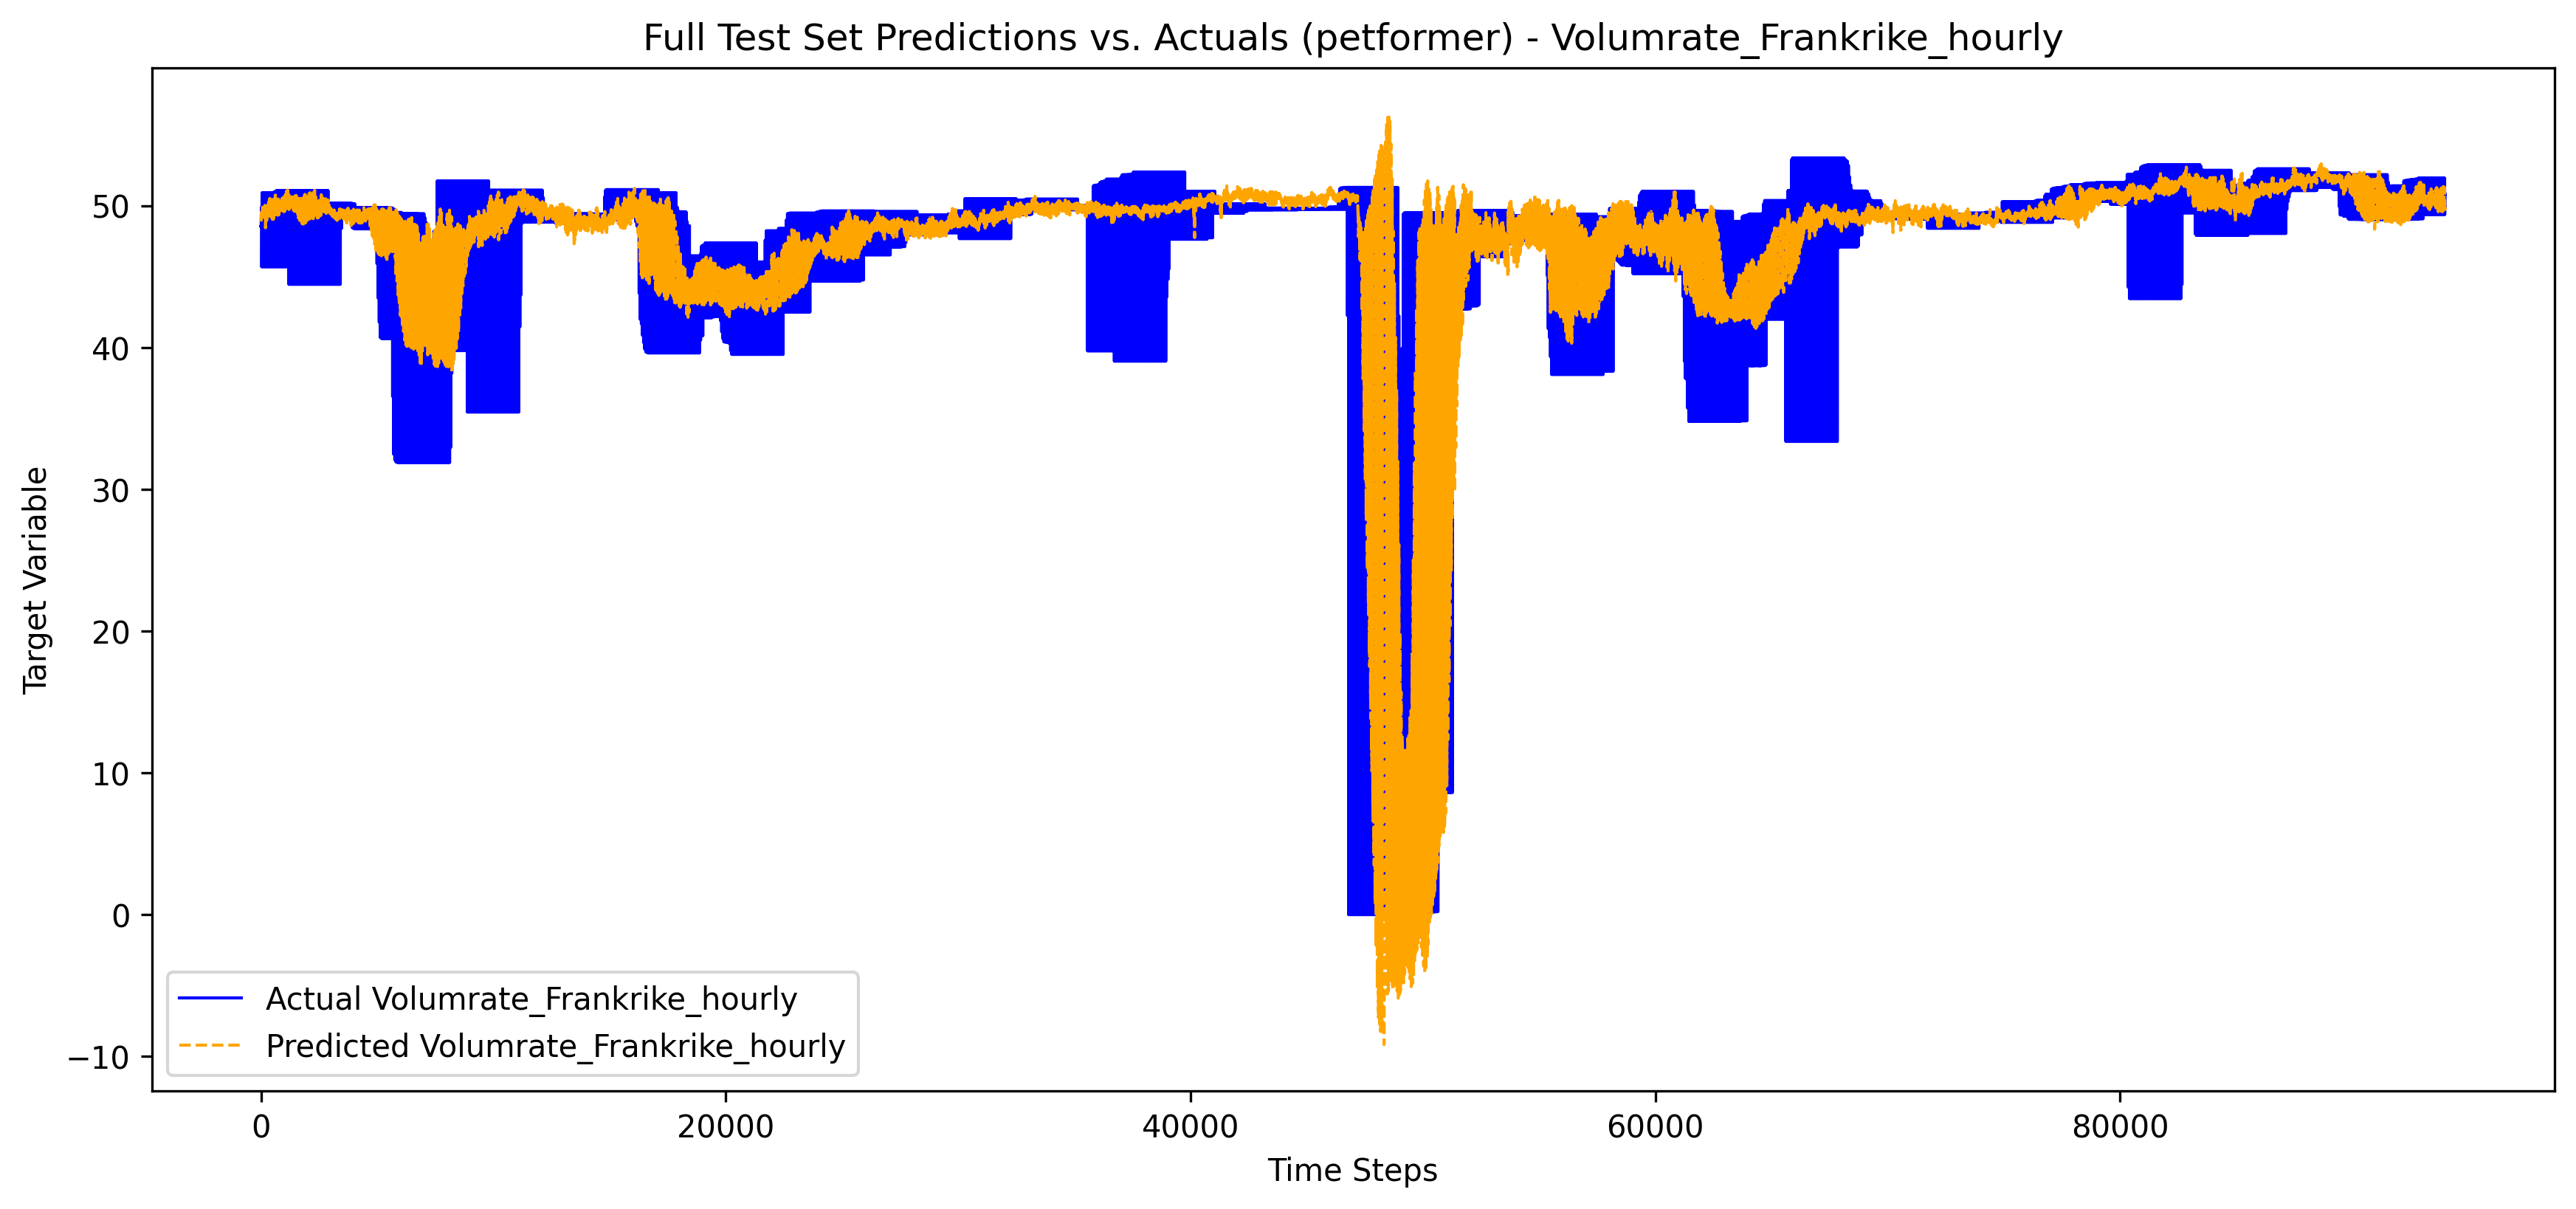 Full Test Set Predictions vs. Actuals (petformer) - Volumrate_Frankrike_hourly
Target Variable
50
40
30
20
10
0
−10
Actual Volumrate_Frankrike_hourly
Predicted Volumrate_Frankrike_hourly
0 20000 40000 60000 80000
Time Steps